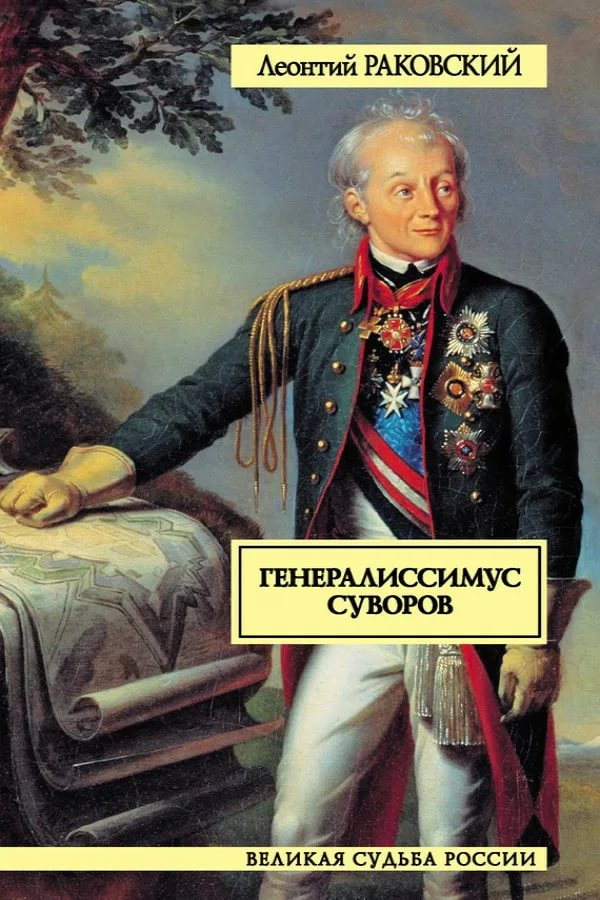 Леонтий РАКОВСКИЙ
ГЕНЕРАЛИССИМУС
СУВОРОВ
ВЕЛИКАЯ СУДЬБА РОССИИ